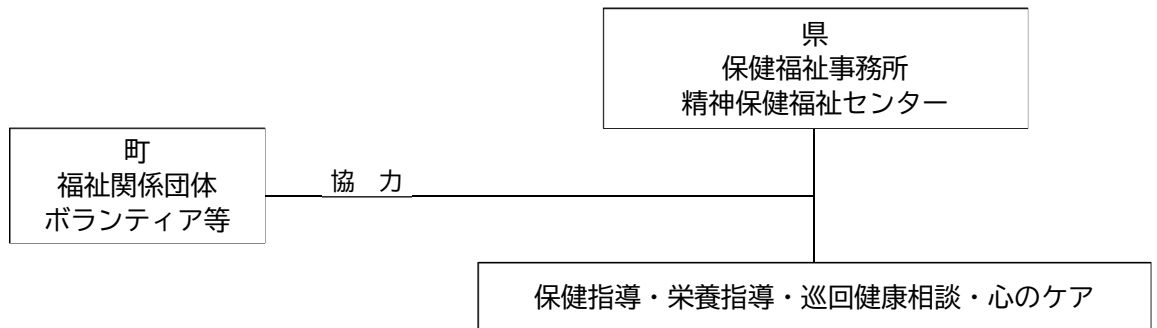 県
保健福祉事務所
精神保健福祉センター
町
福祉関係団体
ボランティア等
協　力
保健指導・栄養指導・巡回健康相談・心のケア